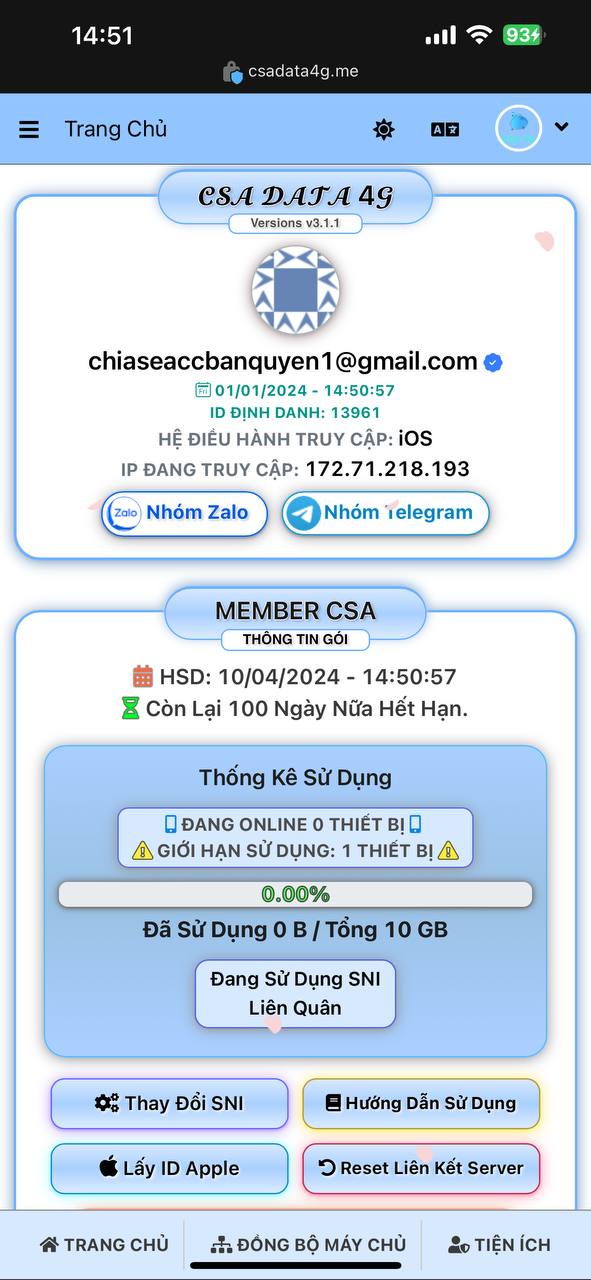 14:51
93
csadata4g.me
Trang Chủ
CSA DATA 4G
Versions v3.1.1
chiaseaccbanquyen1@gmail.com
Fri 01/01/2024 - 14:50:57
ID ĐỊNH DANH: 13961
HỆ ĐIỀU HÀNH TRUY CẬP: iOS
IP ĐANG TRUY CẬP: 172.71.218.193
Zalo Nhóm Zalo Nhóm Telegram
MEMBER CSA
THÔNG TIN GÓI
HSD: 10/04/2024 - 14:50:57
Còn Lại 100 Ngày Nữa Hết Hạn.
Thống Kê Sử Dụng
ĐANG ONLINE 0 THIẾT BỊ
GIỚI HẠN SỬ DỤNG: 1 THIẾT BỊ
0.00%
Đã Sử Dụng 0 B / Tổng 10 GB
Đang Sử Dụng SNI
Liên Quân
Thay Đổi SNI Hướng Dẫn Sử Dụng
Lấy ID Apple Reset Liên Kết Server
TRANG CHỦ ĐỒNG BỘ MÁY CHỦ TIỆN ÍCH